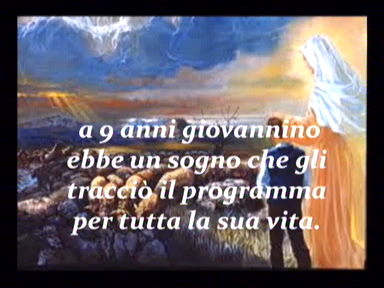 a 9 anni giovannino
ebbe un sogno che gli
tracciò il programma
per tutta la sua vita.